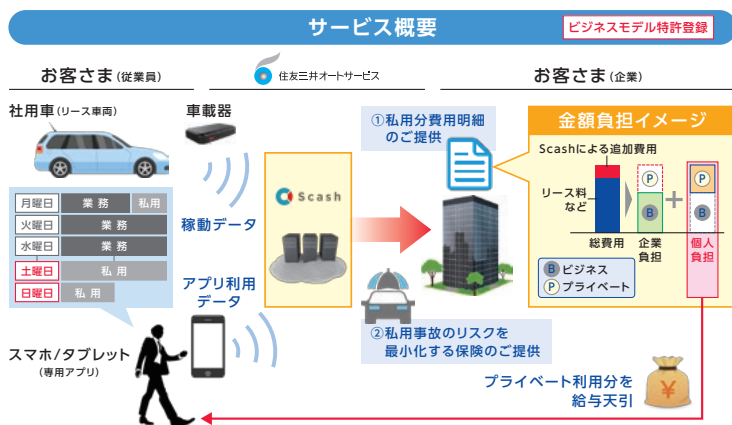 サービス概要
ビジネスモデル特許登録
お客さま(従業員)
住友三井オートサービス
お客さま(企業)
社用車(リース車両)
車載器
月曜日 業務 私用
火曜日 業務
水曜日 業務
土曜日 私用
日曜日 私用
スマホ/タブレット
(専用アプリ)
稼動データ
アプリ利用
データ
Scash
①私用分費用明細
のご提供
②私用事故のリスクを
最小化する保険のご提供
金額負担イメージ
Scashによる追加費用
リース料
など
P
B
+
P
B
総費用
企業
負担
個人
負担
B ビジネス
P プライベート
プライベート利用分を
給与天引
¥